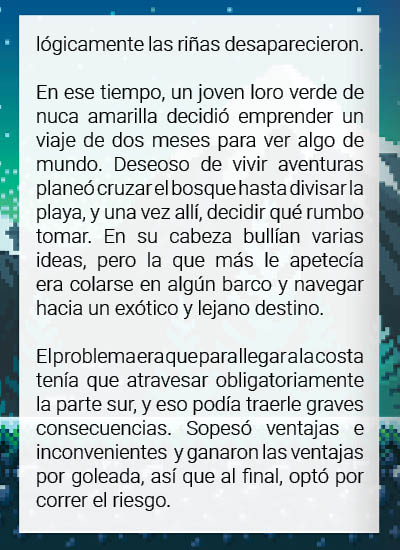 lógicamente las riñas desaparecieron.
En ese tiempo, un joven loro verde de
nuca amarilla decidió emprender un
viaje de dos meses para ver algo de
mundo. Deseoso de vivir aventuras
planeó cruzar el bosque hasta divisar la
playa, y una vez allí, decidir qué rumbo
tomar. En su cabeza bullían varias
ideas, pero la que más le apetecía
era colarse en algún barco y navegar
hacia un exótico y lejano destino.
El problema era que para llegar a la costa
tenía que atravesar obligatoriamente
la parte sur, y eso podía traerle graves
consecuencias. Sopesó ventajas e
inconvenientes y ganaron las ventajas
por goleada, así que al final, optó por
correr el riesgo.